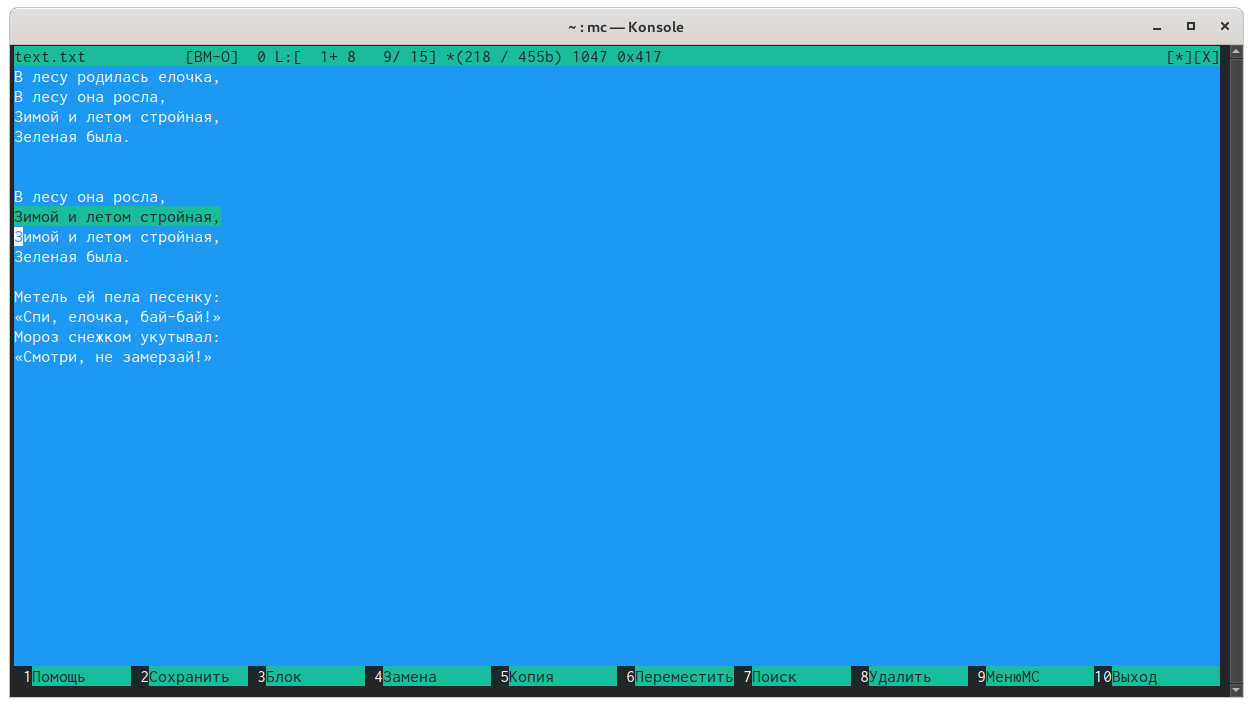 ~ : mc — Konsole
text.txt [BM-O] 0 L:[ 1+ 8 9/ 15] *(218 / 455b) 1047 0x417 [*][X]
В лесу родилась елочка,
В лесу она росла,
Зимой и летом стройная,
Зеленая была.
В лесу она росла,
Зимой и летом стройная,
Зимой и летом стройная,
Зеленая была.
Метель ей пела песенку:
«Спи, елочка, бай-бай!»
Мороз снежком укутывал:
«Смотри, не замерзай!»
1Помощь 2Сохранить 3Блок 4Замена 5Копия 6Переместить 7Поиск 8Удалить 9МенюМС 10Выход